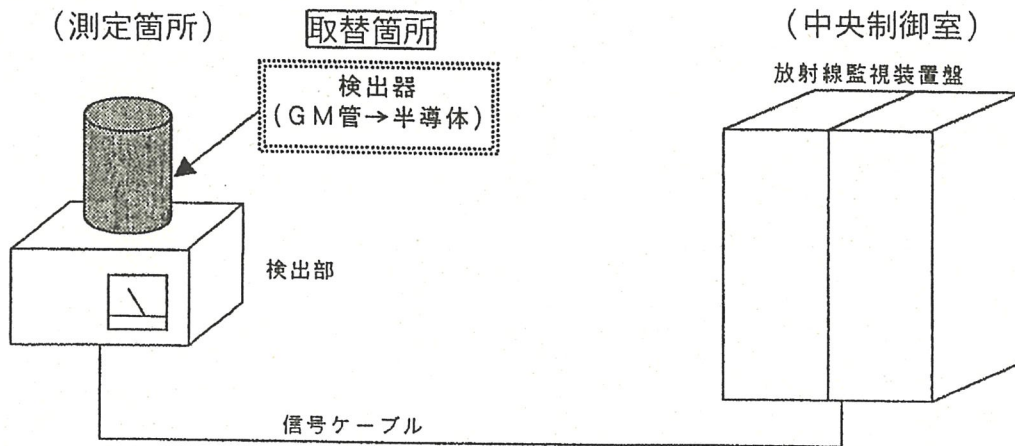 (測定箇所)
取替箇所
検出器
(GM管→半導体)
検出部
信号ケーブル
(中央制御室)
放射線監視装置盤